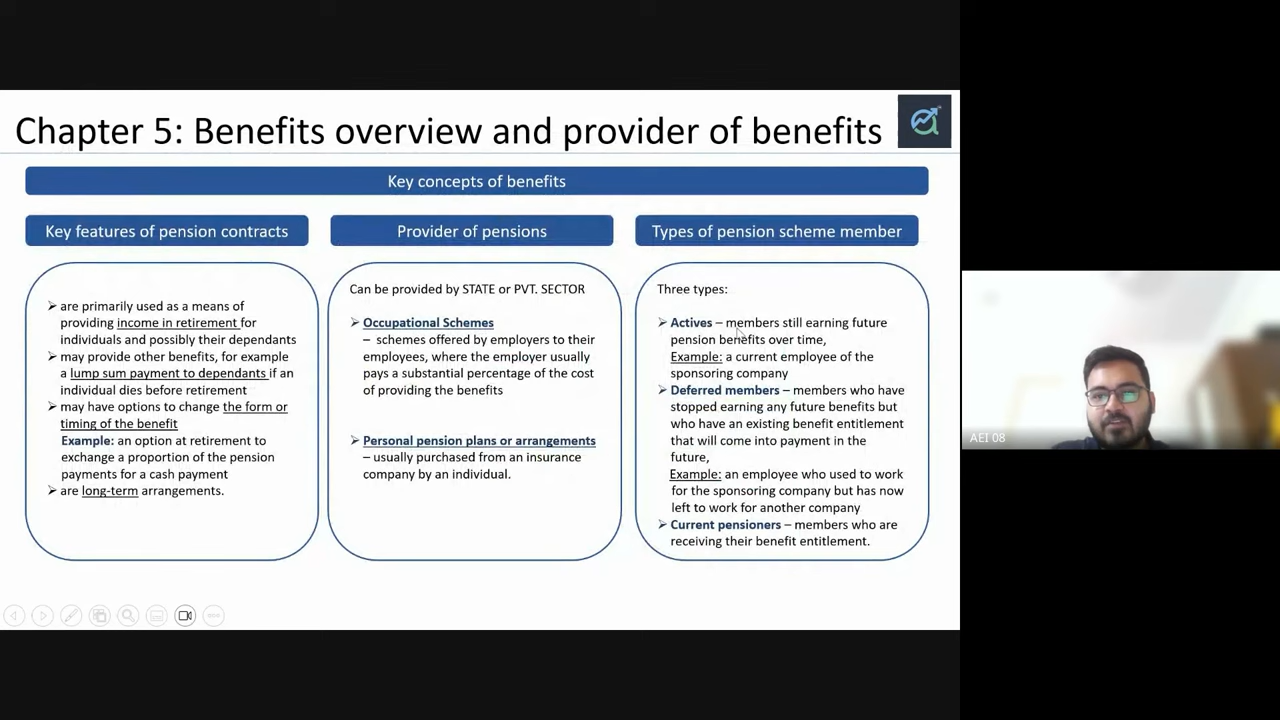 Chapter 5: Benefits overview and provider of benefits
Key concepts of benefits
Key features of pension contracts
➢ are primarily used as a means of
providing income in retirement for
individuals and possibly their dependants
➢ may provide other benefits, for example
a lump sum payment to dependants if an
individual dies before retirement
➢ may have options to change the form or
timing of the benefit
Example: an option at retirement to
exchange a proportion of the pension
payments for a cash payment
➢ are long-term arrangements.
Provider of pensions
Can be provided by STATE or PVT. SECTOR
➢ Occupational Schemes
– schemes offered by employers to their
employees, where the employer usually
pays a substantial percentage of the cost
of providing the benefits
➢ Personal pension plans or arrangements
– usually purchased from an insurance
company by an individual.
Types of pension scheme member
Three types:
➢ Actives – members still earning future
pension benefits over time,
Example: a current employee of the
sponsoring company
➢ Deferred members – members who have
stopped earning any future benefits but
who have an existing benefit entitlement
that will come into payment in the
future,
Example: an employee who used to work
for the sponsoring company but has now
left to work for another company
➢ Current pensioners – members who are
receiving their benefit entitlement.
AEI 08